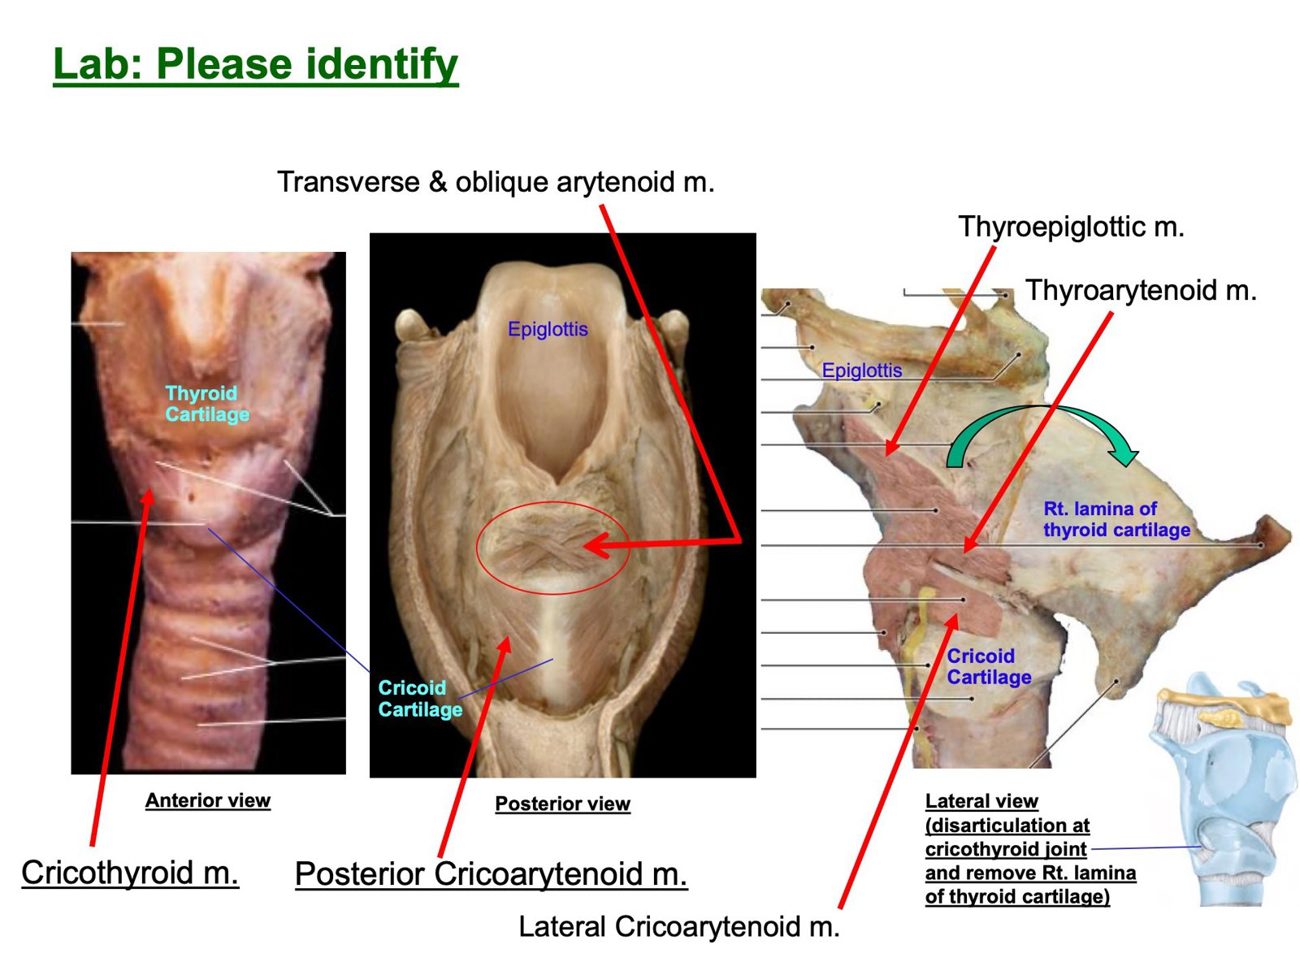 Lab: Please identify
Transverse & oblique arytenoid m.
Thyroepiglottic m.
Thyroarytenoid m.
Thyroid
Cartilage
Epiglottis
Epiglottis
Rt. lamina of
thyroid cartilage
Cricoid
Cartilage
Cricoid
Cartilage
Anterior view
Posterior view
Lateral view
(disarticulation at
cricothyroid joint
and remove Rt. lamina
of thyroid cartilage)
Cricothyroid m.
Posterior Cricoarytenoid m.
Lateral Cricoarytenoid m.